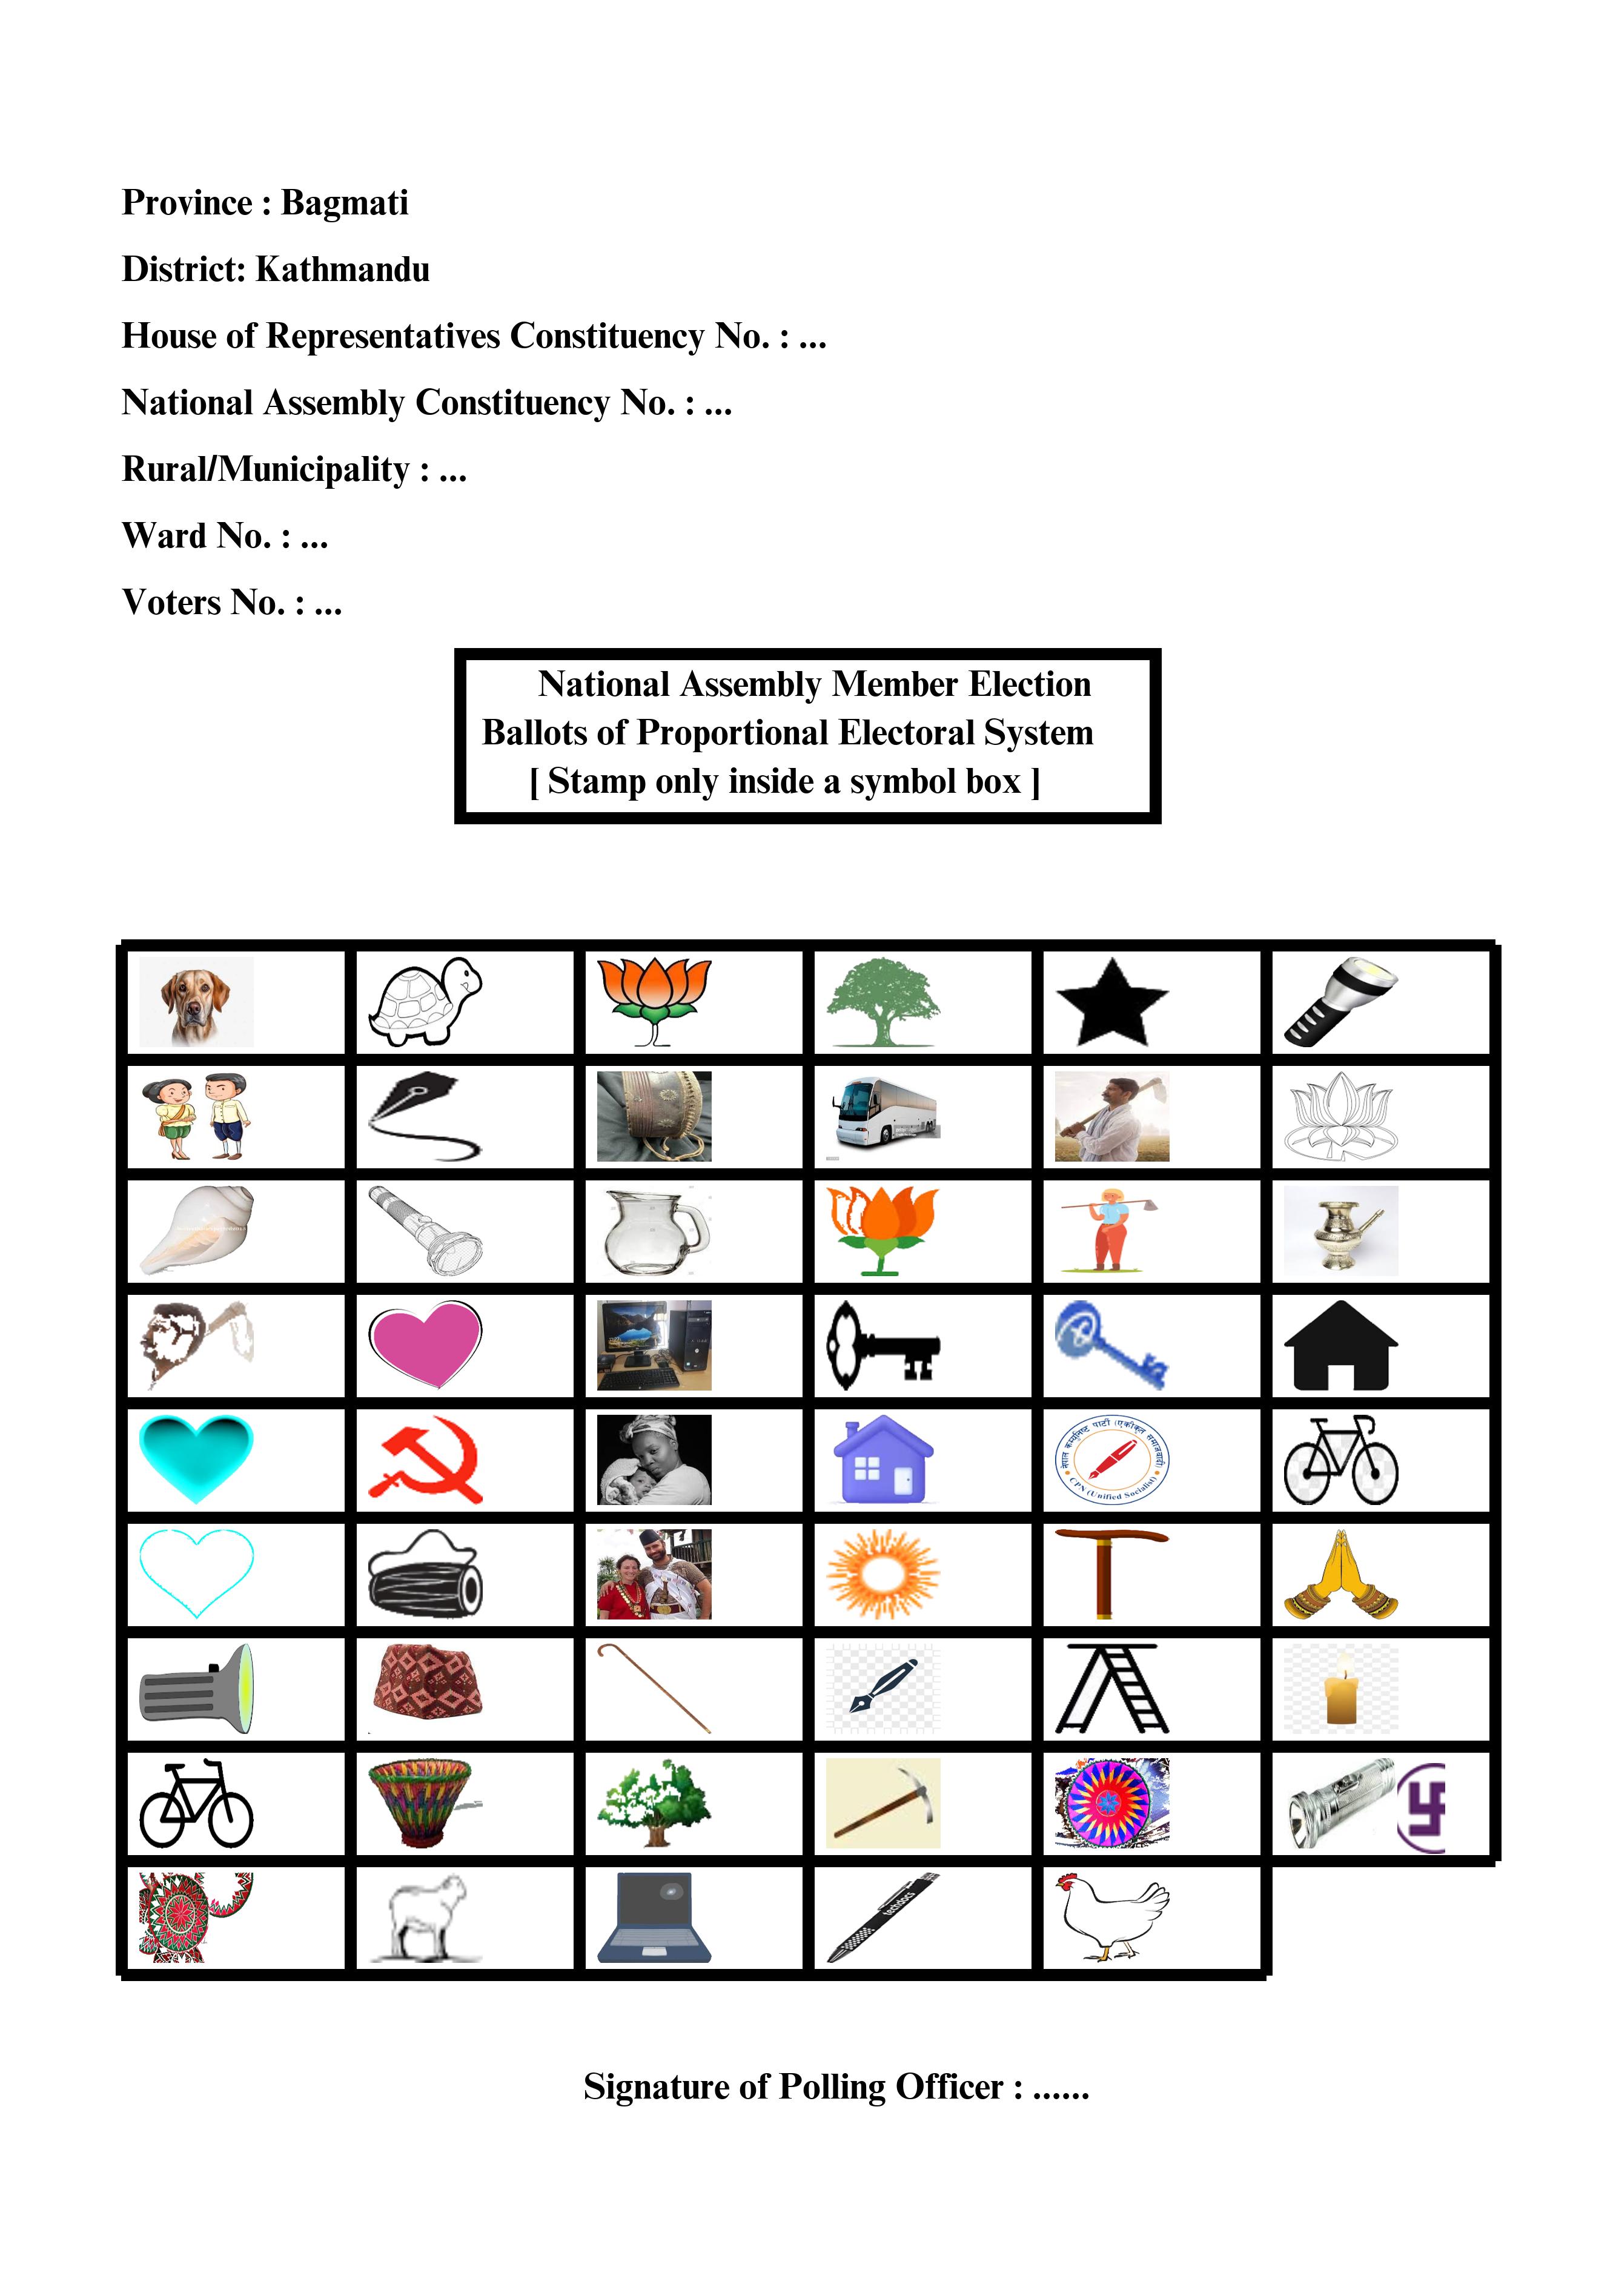 Province : Bagmati
District: Kathmandu
House of Representatives Constituency No. : ...
National Assembly Constituency No. : ...
Rural/Municipality : ...
Ward No. : ...
Voters No. : ...
National Assembly Member Election
Ballots of Proportional Electoral System
[ Stamp only inside a symbol box ]
नेपाल कम्युनिष्ट पार्टी (एकीकृत समाजवादी)
CPN (Unified Socialist)
Signature of Polling Officer : ......